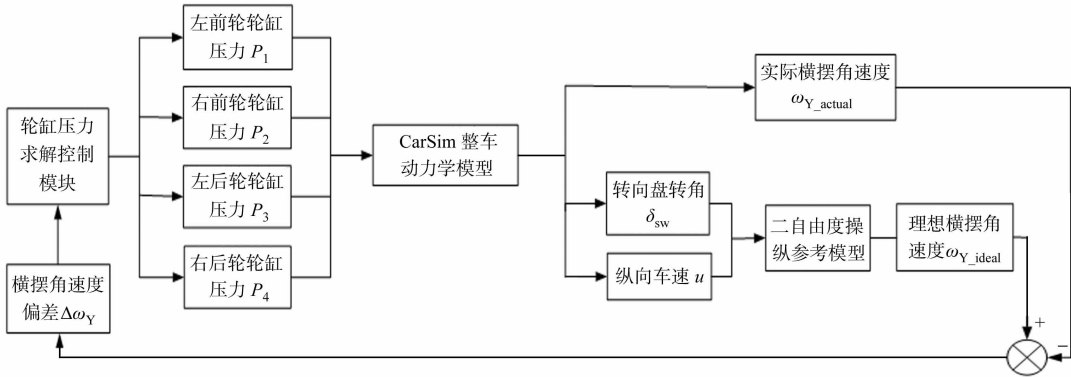 左前轮轮缸
压力 P₁
右前轮轮缸
压力 P₂
左后轮轮缸
压力 P₃
右后轮轮缸
压力 P₄
轮缸压力
求解控制
模块
横摆角速度
偏差Δω_Y
CarSim 整车
动力学模型
实际横摆角速度
ω_Y_actual
转向盘转角
δ_sw
纵向车速 u
二自由度操
纵参考模型
理想横摆角
速度ω_Y_ideal
+
−